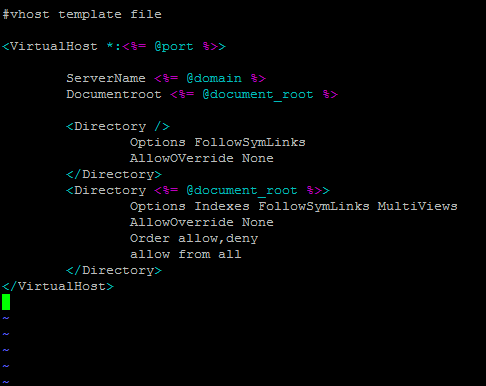 #vhost template file
<VirtualHost *:<%= @port %>>
ServerName <%= @domain %>
Documentroot <%= @document_root %>
<Directory />
Options FollowSymLinks
AllowOVerride None
</Directory>
<Directory <%= @document_root %>>
Options Indexes FollowSymLinks MultiViews
AllowOverride None
Order allow,deny
allow from all
</Directory>
</VirtualHost>
~
~
~
~
~